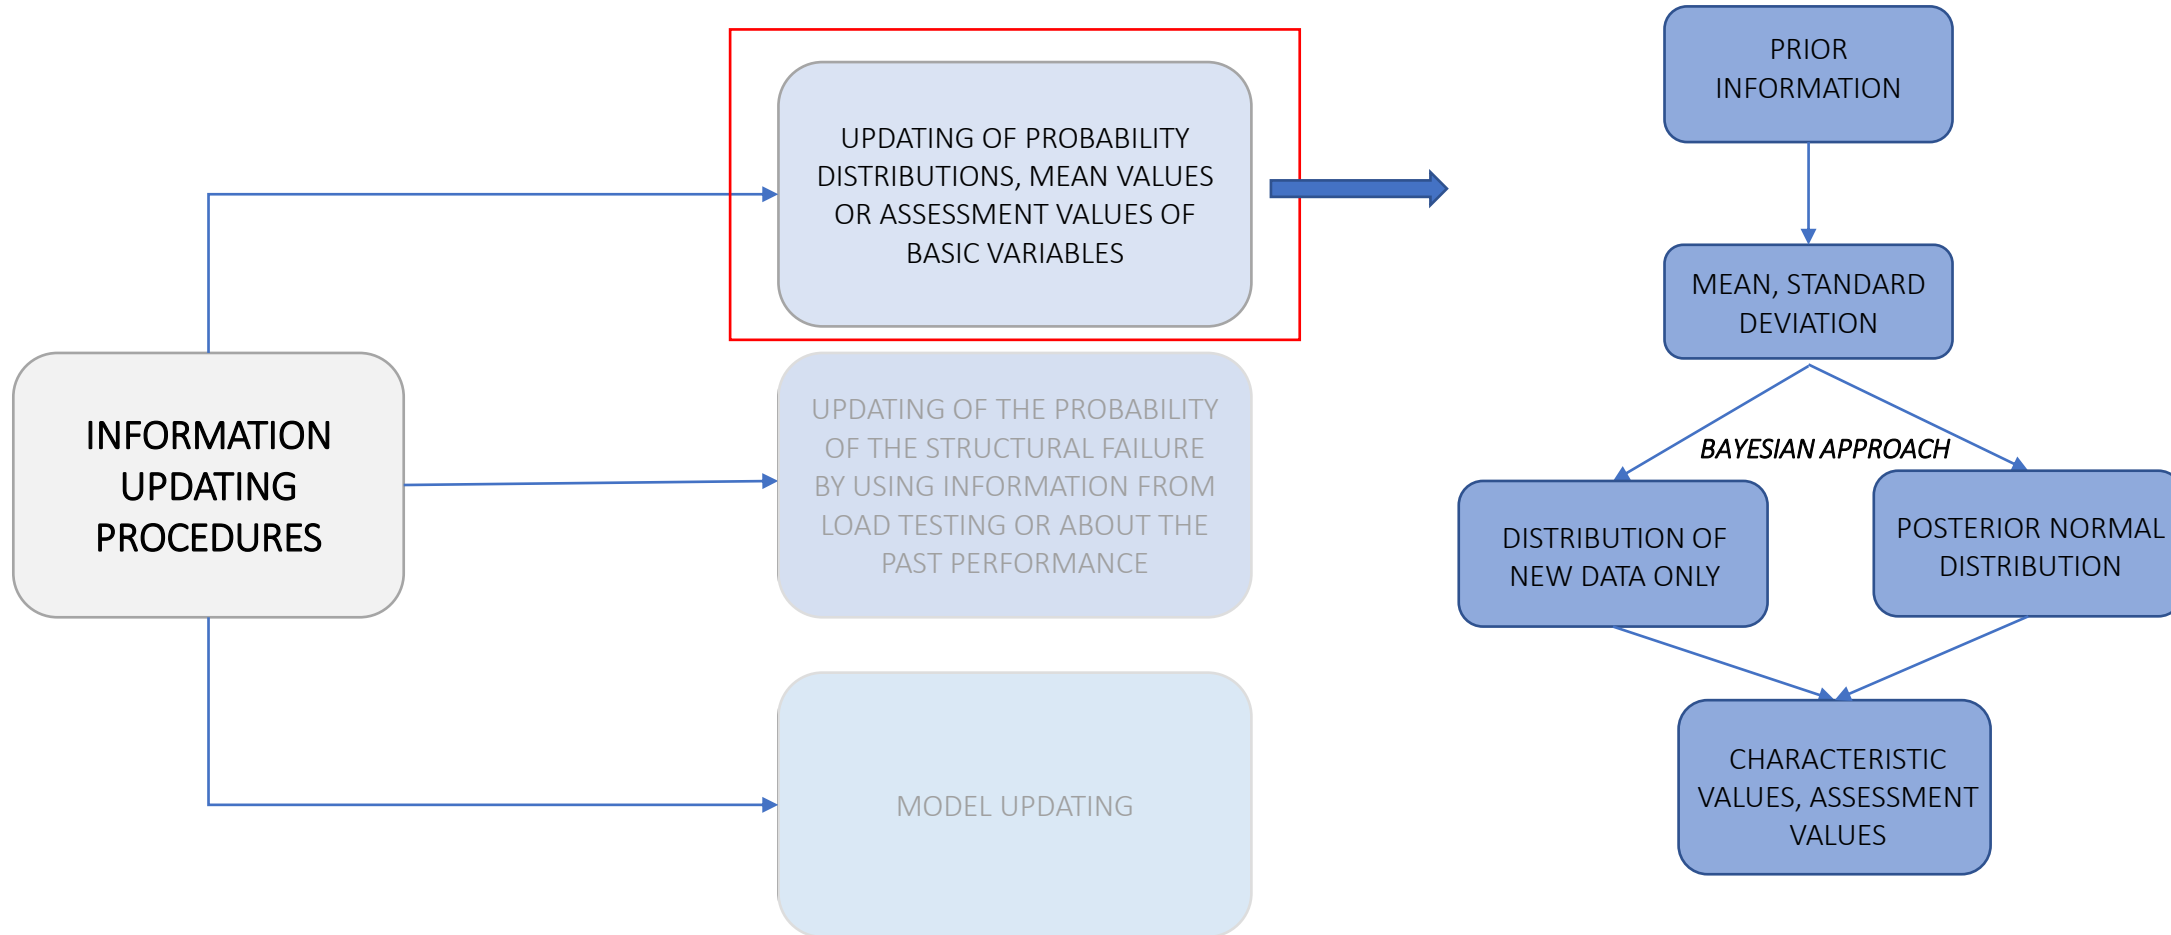 INFORMATION
UPDATING
PROCEDURES
UPDATING OF PROBABILITY
DISTRIBUTIONS, MEAN VALUES
OR ASSESSMENT VALUES OF
BASIC VARIABLES
UPDATING OF THE PROBABILITY
OF THE STRUCTURAL FAILURE
BY USING INFORMATION FROM
LOAD TESTING OR ABOUT THE
PAST PERFORMANCE
MODEL UPDATING
PRIOR
INFORMATION
MEAN, STANDARD
DEVIATION
BAYESIAN APPROACH
DISTRIBUTION OF
NEW DATA ONLY
POSTERIOR NORMAL
DISTRIBUTION
CHARACTERISTIC
VALUES, ASSESSMENT
VALUES